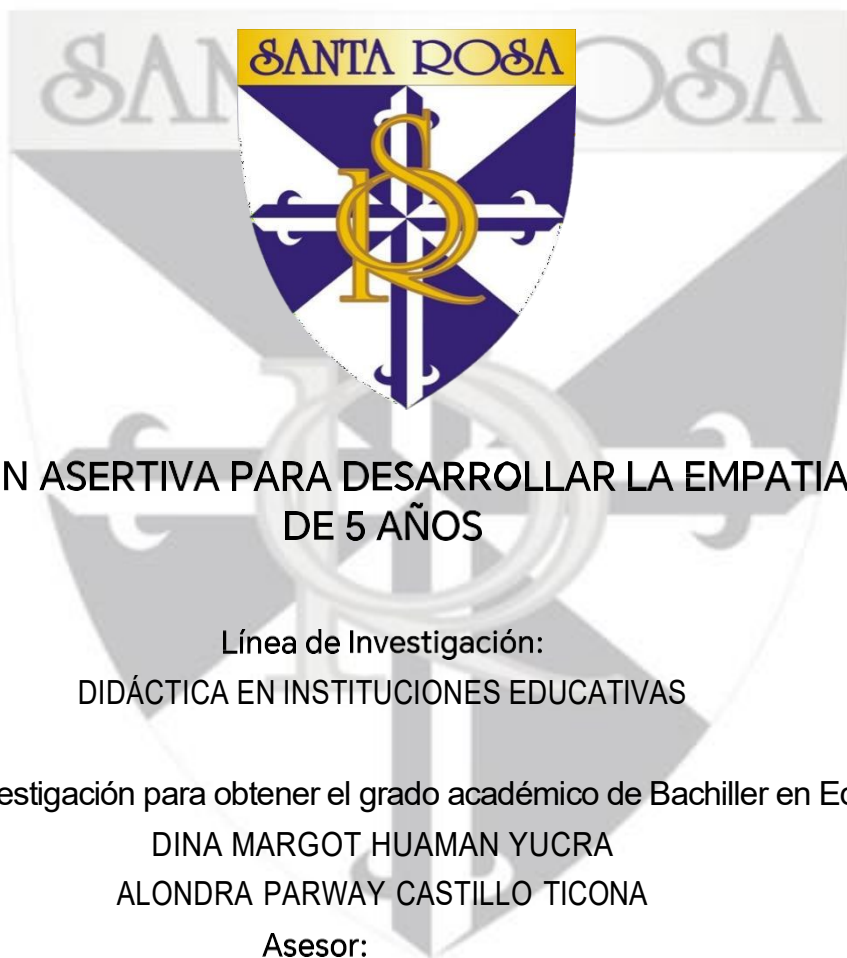 SANTA ROSA
N ASERTIVA PARA DESARROLLAR LA EMPATIA
DE 5 AÑOS
Línea de Investigación:
DIDÁCTICA EN INSTITUCIONES EDUCATIVAS
estigación para obtener el grado académico de Bachiller en Ed
DINA MARGOT HUAMAN YUCRA
ALONDRA PARWAY CASTILLO TICONA
Asesor: